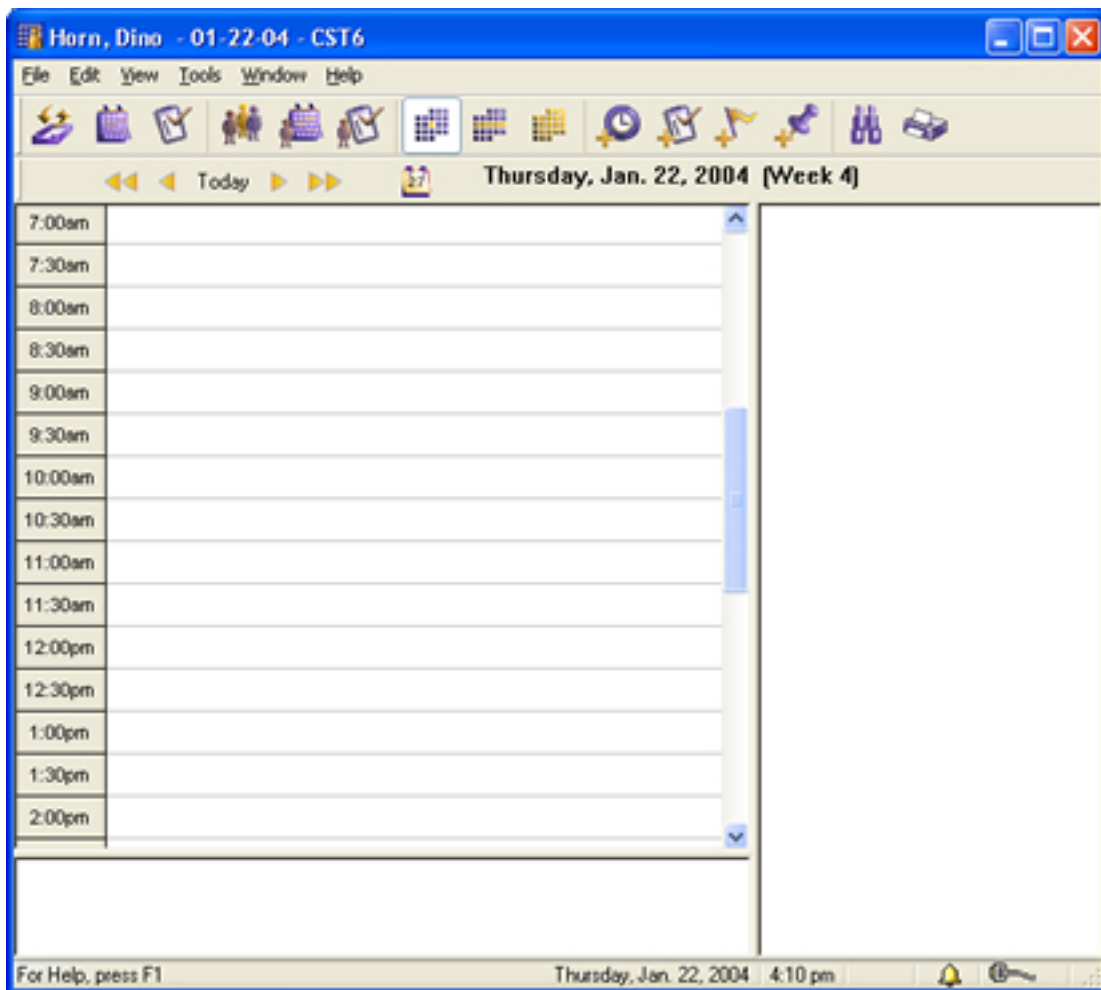 Horn, Dino - 01-22-04 - CST6
File Edit View Tools Window Help
Today Thursday, Jan. 22, 2004 (Week 4)
7:00am
7:30am
8:00am
8:30am
9:00am
9:30am
10:00am
10:30am
11:00am
11:30am
12:00pm
12:30pm
1:00pm
1:30pm
2:00pm
For Help, press F1 Thursday, Jan. 22, 2004 4:10 pm